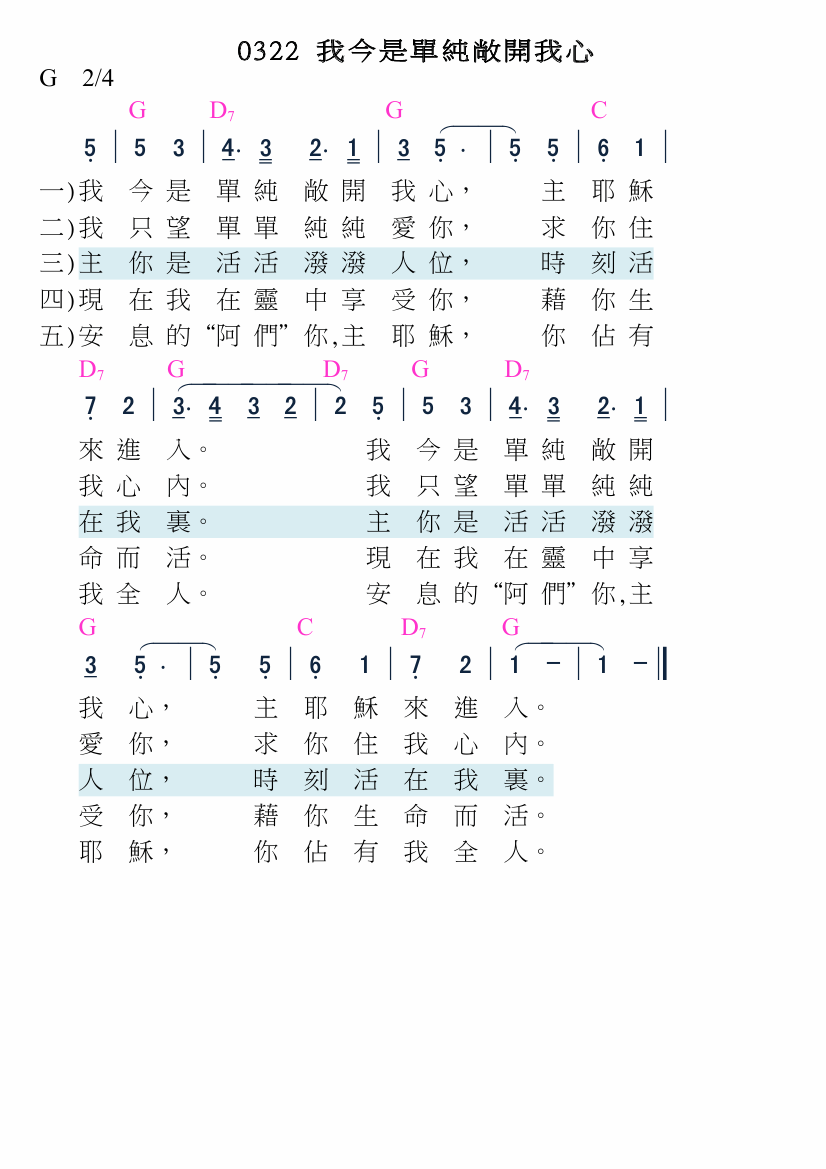 0322 我今是單純敞開我心
G 2/4
G D7 G C
5 | 5 3 | 4· 3 2· 1 | 3 5 · | 5 5 | 6 1 |
一)我 今 是 單 純 敞 開 我 心, 主 耶 穌
二)我 只 望 單 單 純 純 愛 你, 求 你 住
三)主 你 是 活 活 潑 潑 人 位, 時 刻 活
四)現 在 我 在 靈 中 享 受 你, 藉 你 生
五)安 息 的 “阿 們” 你,主 耶 穌, 你 佔 有
D7 G D7 G D7
7 2 | 3· 4 3 2 | 2 5 | 5 3 | 4· 3 2· 1 |
來 進 入。 我 今 是 單 純 敞 開
我 心 內。 我 只 望 單 單 純 純
在 我 裏。 主 你 是 活 活 潑 潑
命 而 活。 現 在 我 在 靈 中 享
我 全 人。 安 息 的 “阿 們” 你,主
G C D7 G
3 5 · | 5 5 | 6 1 | 7 2 | 1 - | 1 - ‖
我 心, 主 耶 穌 來 進 入。
愛 你, 求 你 住 我 心 內。
人 位, 時 刻 活 在 我 裏。
受 你, 藉 你 生 命 而 活。
耶 穌, 你 佔 有 我 全 人。